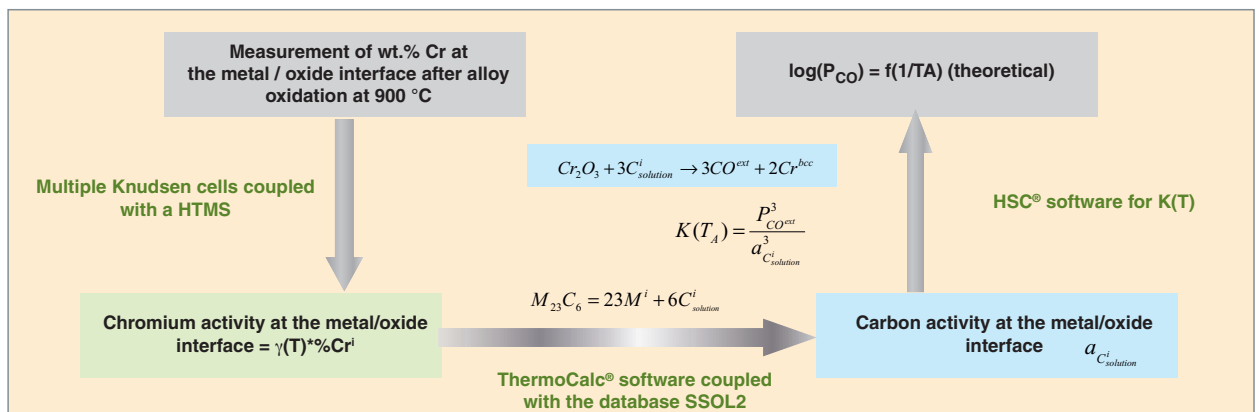 Measurement of wt.% Cr at
the metal / oxide interface after alloy
oxidation at 900 °C
log(P_CO) = f(1/TA) (theoretical)
Cr₂O₃ + 3C^i_solution → 3CO^ext + 2Cr^bcc
Multiple Knudsen cells coupled
with a HTMS
HSC® software for K(T)
K(T_A) = P³_CO^ext / a³_C^i_solution
M₂₃C₆ = 23M^i + 6C^i_solution
Chromium activity at the metal/oxide
interface = γ(T)*%Cr^i
Carbon activity at the metal/oxide
interface a_C^i_solution
ThermoCalc® software coupled
with the database SSOL2